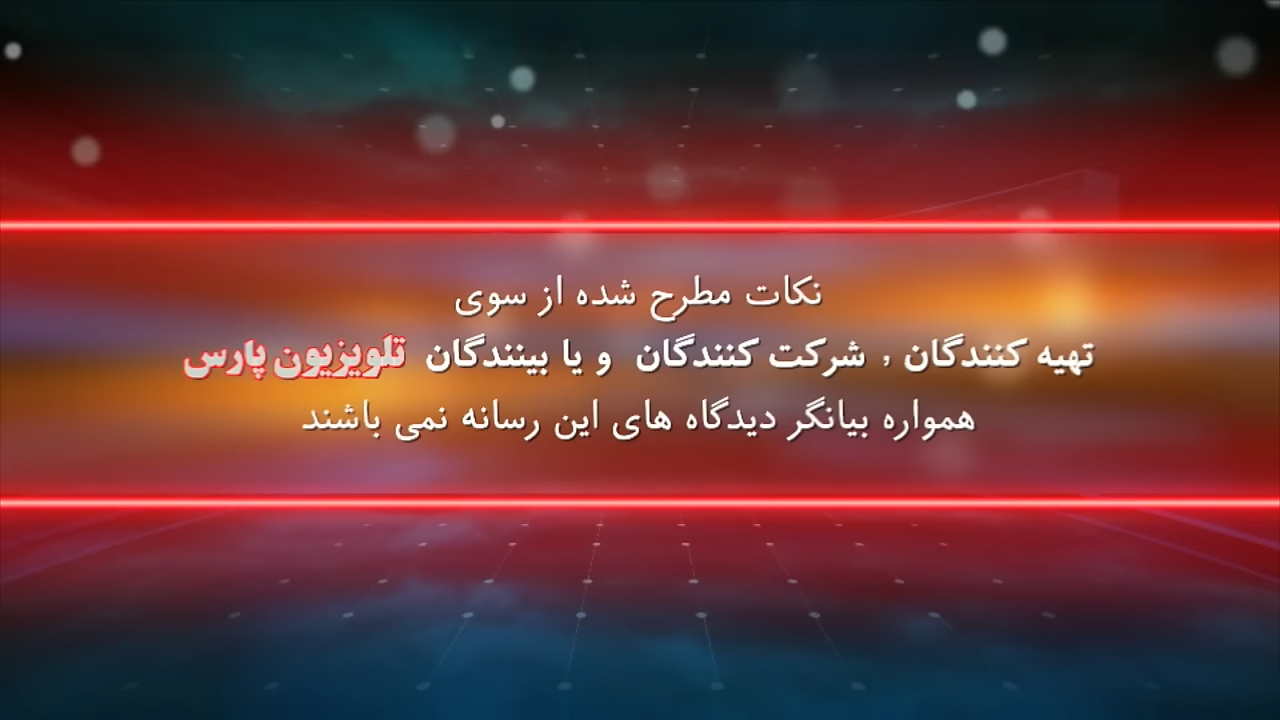 نکات مطرح شده از سوی
تهیه کنندگان , شرکت کنندگان و یا بینندگان تلویزیون پارس
همواره بیانگر دیدگاه های این رسانه نمی باشند